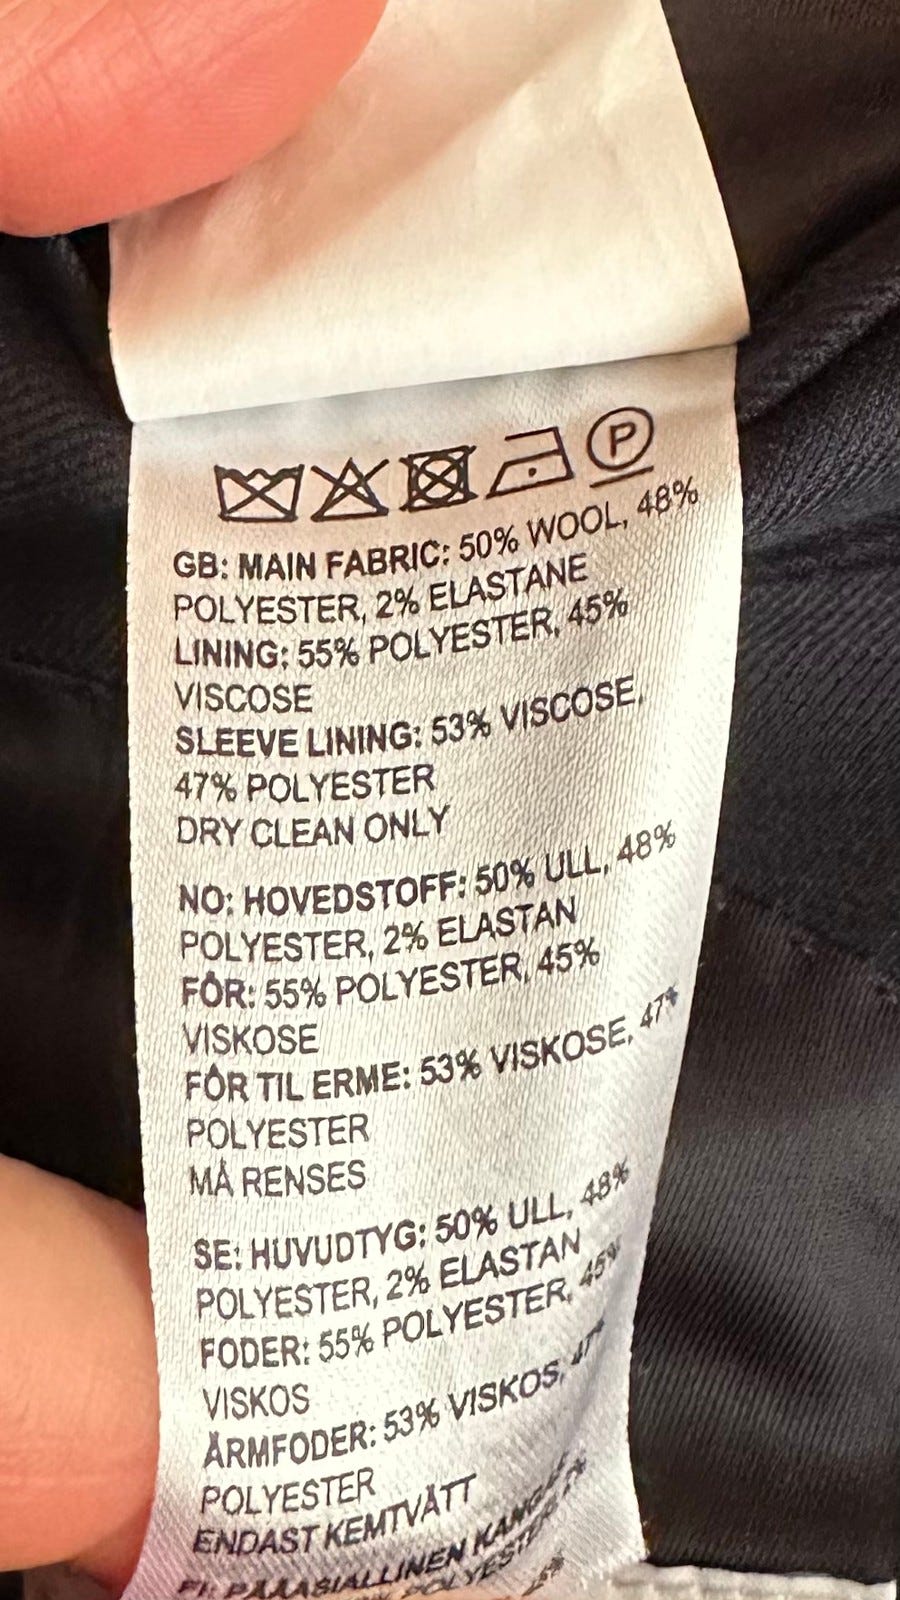 P
GB: MAIN FABRIC: 50% WOOL, 48%
POLYESTER, 2% ELASTANE
LINING: 55% POLYESTER, 45%
VISCOSE
SLEEVE LINING: 53% VISCOSE,
47% POLYESTER
DRY CLEAN ONLY
NO: HOVEDSTOFF: 50% ULL, 48%
POLYESTER, 2% ELASTAN
FÔR: 55% POLYESTER, 45%
VISKOSE
FÔR TIL ERME: 53% VISKOSE, 47%
POLYESTER
MÅ RENSES
SE: HUVUDTYG: 50% ULL, 48%
POLYESTER, 2% ELASTAN
FODER: 55% POLYESTER, 45%
VISKOS
ÄRMFODER: 53% VISKOS, 47%
POLYESTER
ENDAST KEMTVÄTT
FI: PÄÄASIALLINEN
POLYESTER